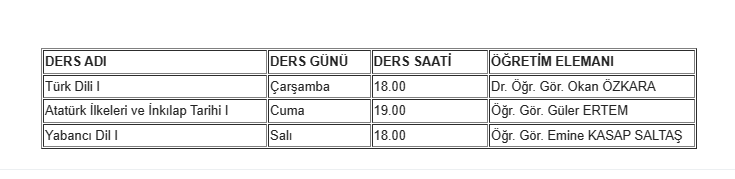 DERS ADI DERS GÜNÜ DERS SAATİ ÖĞRETİM ELEMANI
Türk Dili I Çarşamba 18.00 Dr. Öğr. Gör. Okan ÖZKARA
Atatürk İlkeleri ve İnkılap Tarihi I Cuma 19.00 Öğr. Gör. Güler ERTEM
Yabancı Dil I Salı 18.00 Öğr. Gör. Emine KASAP SALTAŞ